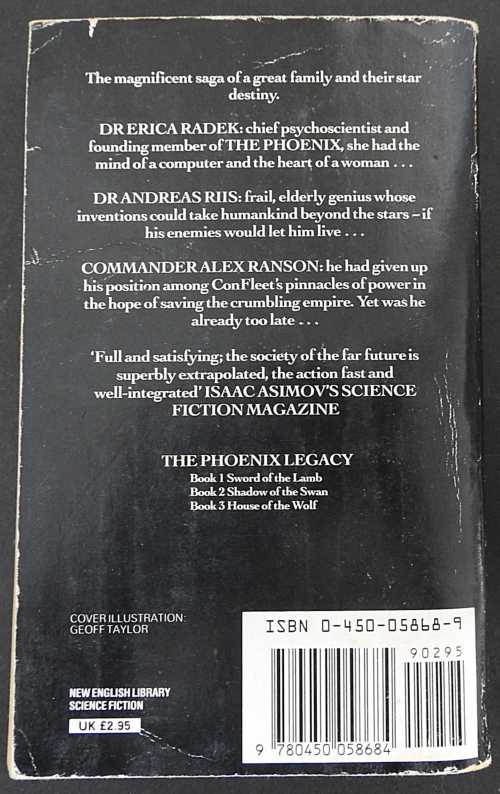 The magnificent saga of a great family and their star
destiny.
DR ERICA RADEK: chief psychoscientist and
founding member of THE PHOENIX, she had the
mind of a computer and the heart of a woman . . .
DR ANDREAS RIIS: frail, elderly genius whose
inventions could take humankind beyond the stars – if
his enemies would let him live . . .
COMMANDER ALEX RANSON: he had given up
his position among ConFleet's pinnacles of power in
the hope of saving the crumbling empire. Yet was he
already too late . . .
'Full and satisfying; the society of the far future is
superbly extrapolated, the action fast and
well-integrated' ISAAC ASIMOV'S SCIENCE
FICTION MAGAZINE
THE PHOENIX LEGACY
Book 1 Sword of the Lamb
Book 2 Shadow of the Swan
Book 3 House of the Wolf
COVER ILLUSTRATION:
GEOFF TAYLOR
NEW ENGLISH LIBRARY
SCIENCE FICTION
UK £2.95
ISBN 0-450-05868-9
90295
9 780450 058684